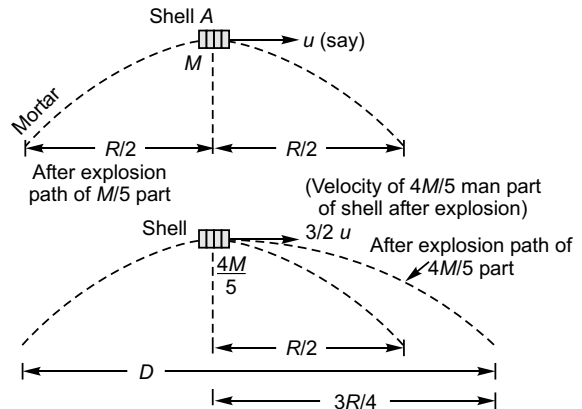 Shell A
u (say)
M
Mortar
R/2
R/2
After explosion
path of M/5 part
(Velocity of 4M/5 man part
of shell after explosion)
Shell
3/2 u
After explosion path of
4M/5 part
4M
5
R/2
D
3R/4